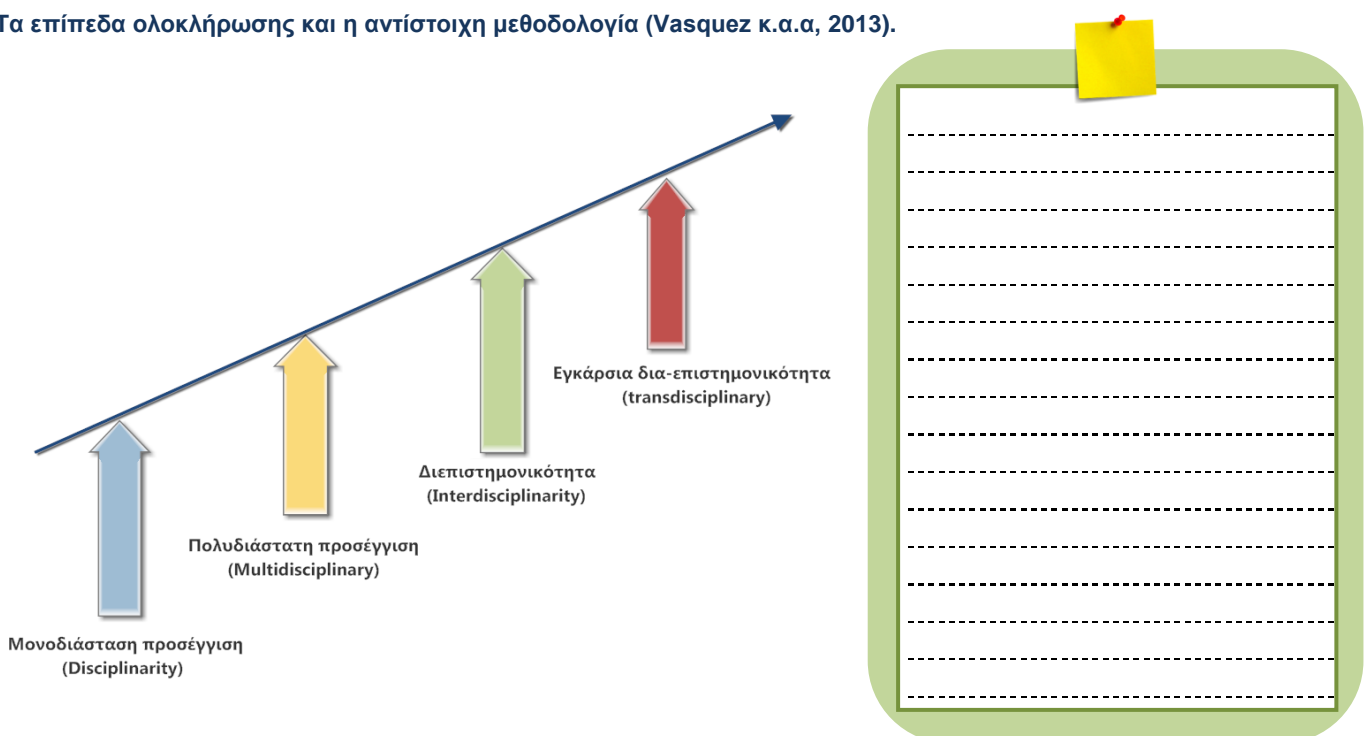 Τα επίπεδα ολοκλήρωσης και η αντίστοιχη μεθοδολογία (Vasquez κ.α.α, 2013).
Εγκάρσια δια-επιστημονικότητα
(transdisciplinary)
Διεπιστημονικότητα
(Interdisciplinarity)
Πολυδιάστατη προσέγγιση
(Multidisciplinary)
Μονοδιάσταση προσέγγιση
(Disciplinarity)